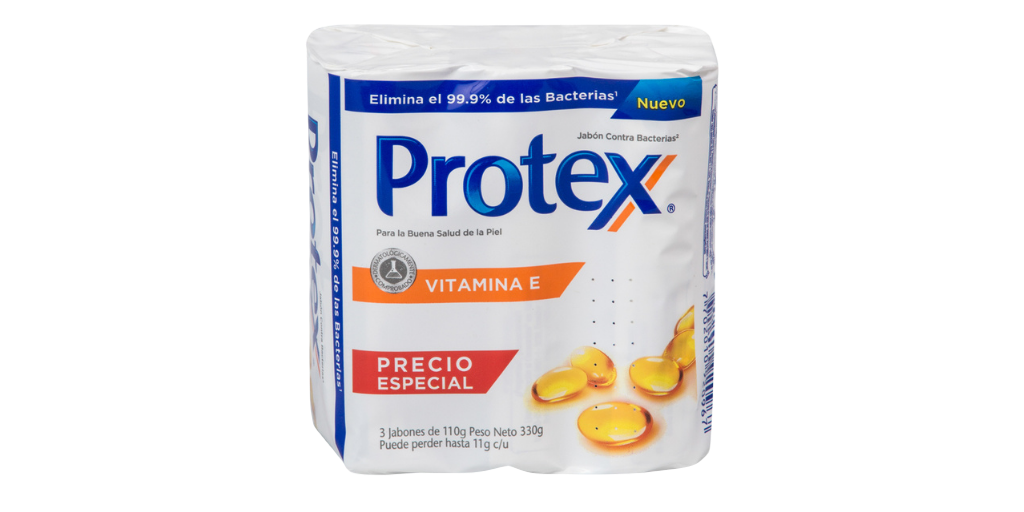 Elimina el 99.9% de las Bacterias¹
Nuevo
Jabón Contra Bacterias²
Protex®
Para la Buena Salud de la Piel
DERMATOLÓGICAMENTE COMPROBADO
VITAMINA E
PRECIO
ESPECIAL
3 Jabones de 110g Peso Neto 330g
Puede perder hasta 11g c/u
Elimina el 99.9% de las Bacterias¹
Protex